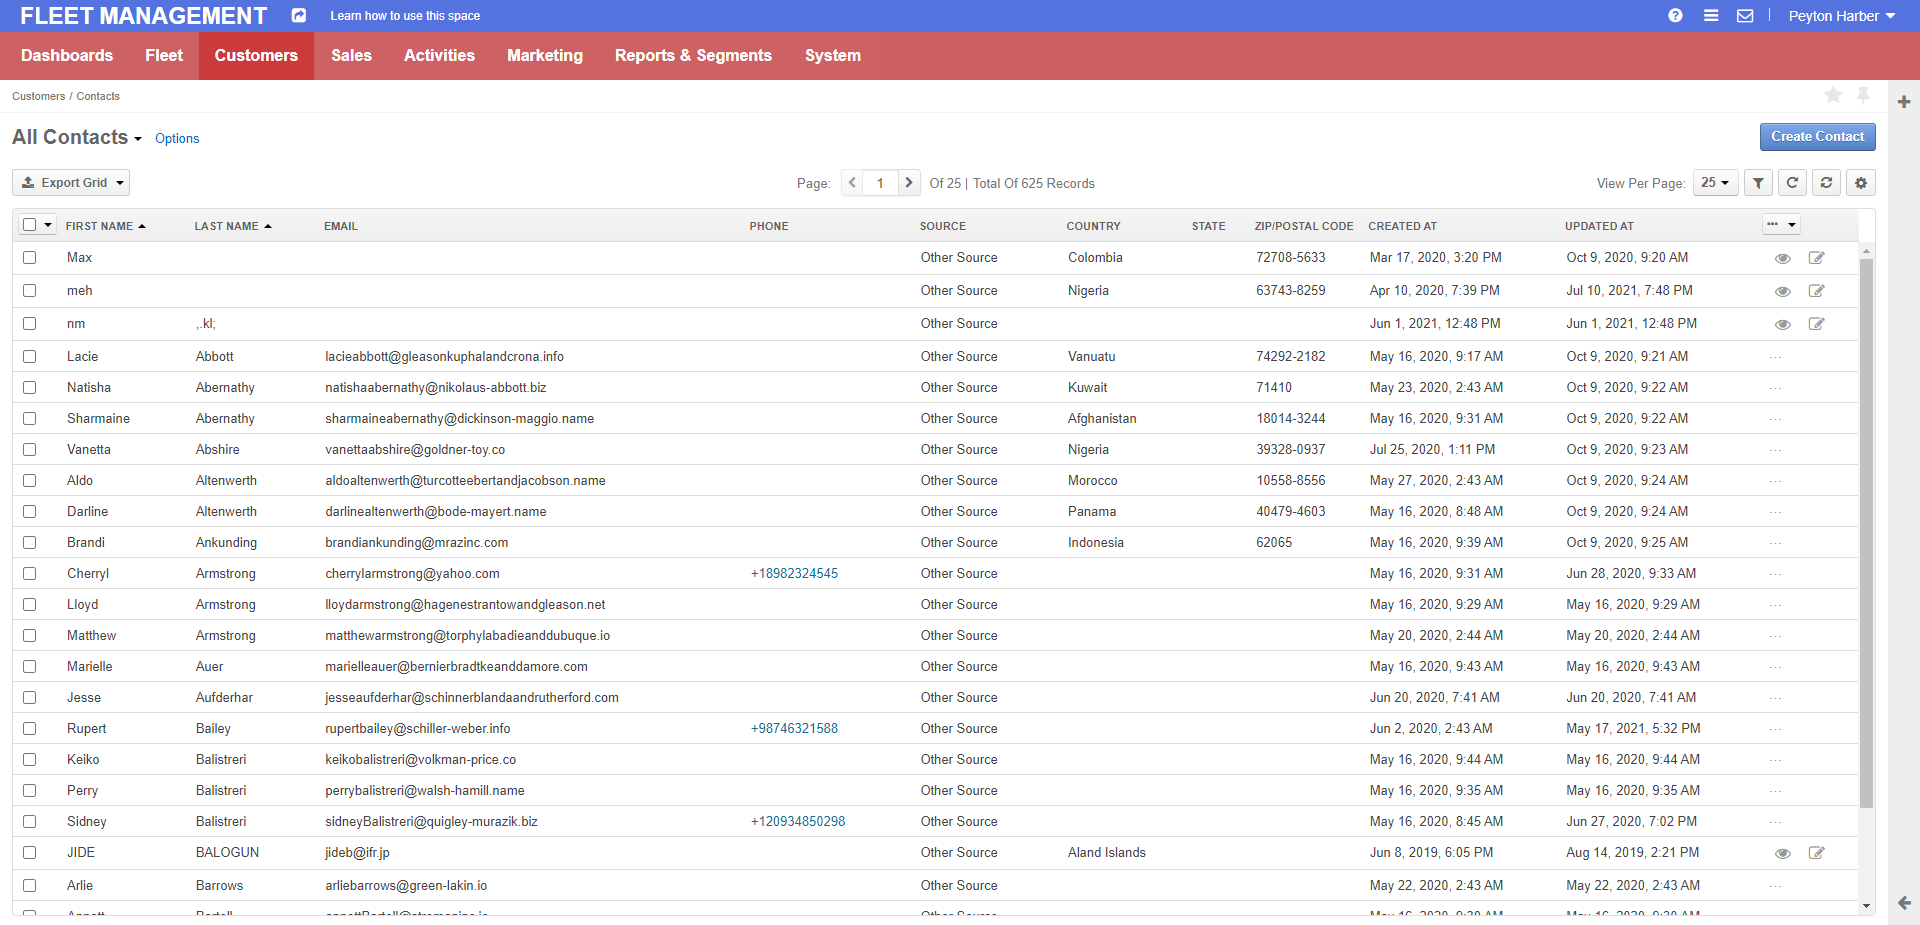 FLEET MANAGEMENT Learn how to use this space Peyton Harber
Dashboards Fleet Customers Sales Activities Marketing Reports & Segments System
Customers / Contacts
All Contacts Options Create Contact
Export Grid Page: 1 Of 25 | Total Of 625 Records View Per Page: 25
FIRST NAME LAST NAME EMAIL PHONE SOURCE COUNTRY STATE ZIP/POSTAL CODE CREATED AT UPDATED AT
Max Other Source Colombia 72708-5633 Mar 17, 2020, 3:20 PM Oct 9, 2020, 9:20 AM
meh Other Source Nigeria 63743-8259 Apr 10, 2020, 7:39 PM Jul 10, 2021, 7:48 PM
nm ,.kl; Other Source Jun 1, 2021, 12:48 PM Jun 1, 2021, 12:48 PM
Lacie Abbott lacieabbott@gleasonkuphalandcrona.info Other Source Vanuatu 74292-2182 May 16, 2020, 9:17 AM Oct 9, 2020, 9:21 AM
Natisha Abernathy natishaabernathy@nikolaus-abbott.biz Other Source Kuwait 71410 May 23, 2020, 2:43 AM Oct 9, 2020, 9:22 AM
Sharmaine Abernathy sharmaineabernathy@dickinson-maggio.name Other Source Afghanistan 18014-3244 May 16, 2020, 9:31 AM Oct 9, 2020, 9:22 AM
Vanetta Abshire vanettaabshire@goldner-toy.co Other Source Nigeria 39328-0937 Jul 25, 2020, 1:11 PM Oct 9, 2020, 9:23 AM
Aldo Altenwerth aldoaltenwerth@turcotteebertandjacobson.name Other Source Morocco 10558-8556 May 27, 2020, 2:43 AM Oct 9, 2020, 9:24 AM
Darline Altenwerth darlinealtenwerth@bode-mayert.name Other Source Panama 40479-4603 May 16, 2020, 8:48 AM Oct 9, 2020, 9:24 AM
Brandi Ankunding brandiankunding@mrazinc.com Other Source Indonesia 62065 May 16, 2020, 9:39 AM Oct 9, 2020, 9:25 AM
Cherryl Armstrong cherrylarmstrong@yahoo.com +18982324545 Other Source May 16, 2020, 9:31 AM Jun 28, 2020, 9:33 AM
Lloyd Armstrong lloydarmstrong@hagenestrantowandgleason.net Other Source May 16, 2020, 9:29 AM May 16, 2020, 9:29 AM
Matthew Armstrong matthewarmstrong@torphylabadieanddubuque.io Other Source May 20, 2020, 2:44 AM May 20, 2020, 2:44 AM
Marielle Auer marielleauer@bernierbradtkeanddamore.com Other Source May 16, 2020, 9:43 AM May 16, 2020, 9:43 AM
Jesse Aufderhar jesseaufderhar@schinnerblandaandrutherford.com Other Source Jun 20, 2020, 7:41 AM Jun 20, 2020, 7:41 AM
Rupert Bailey rupertbailey@schiller-weber.info +98746321588 Other Source Jun 2, 2020, 2:43 AM May 17, 2021, 5:32 PM
Keiko Balistreri keikobalistreri@volkman-price.co Other Source May 16, 2020, 9:44 AM May 16, 2020, 9:44 AM
Perry Balistreri perrybalistreri@walsh-hamill.name Other Source May 16, 2020, 9:35 AM May 16, 2020, 9:35 AM
Sidney Balistreri sidneyBalistreri@quigley-murazik.biz +120934850298 Other Source May 16, 2020, 8:45 AM Jun 27, 2020, 7:02 PM
JIDE BALOGUN jideb@ifr.jp Other Source Aland Islands Jun 8, 2019, 6:05 PM Aug 14, 2019, 2:21 PM
Arlie Barrows arliebarrows@green-lakin.io Other Source May 22, 2020, 2:43 AM May 22, 2020, 2:43 AM